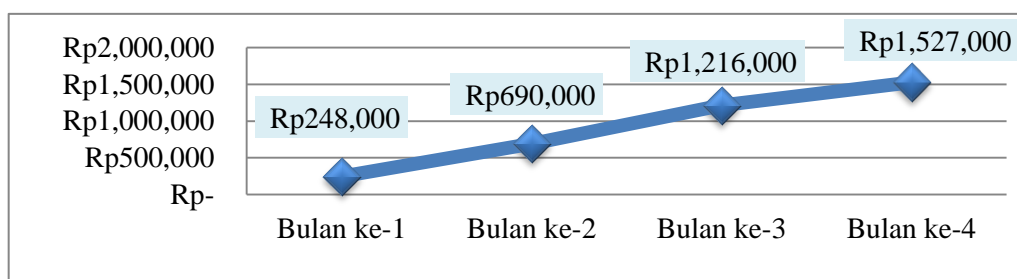 Rp2,000,000
Rp1,500,000
Rp1,000,000
Rp500,000
Rp-
Rp248,000
Rp690,000
Rp1,216,000
Rp1,527,000
Bulan ke-1
Bulan ke-2
Bulan ke-3
Bulan ke-4